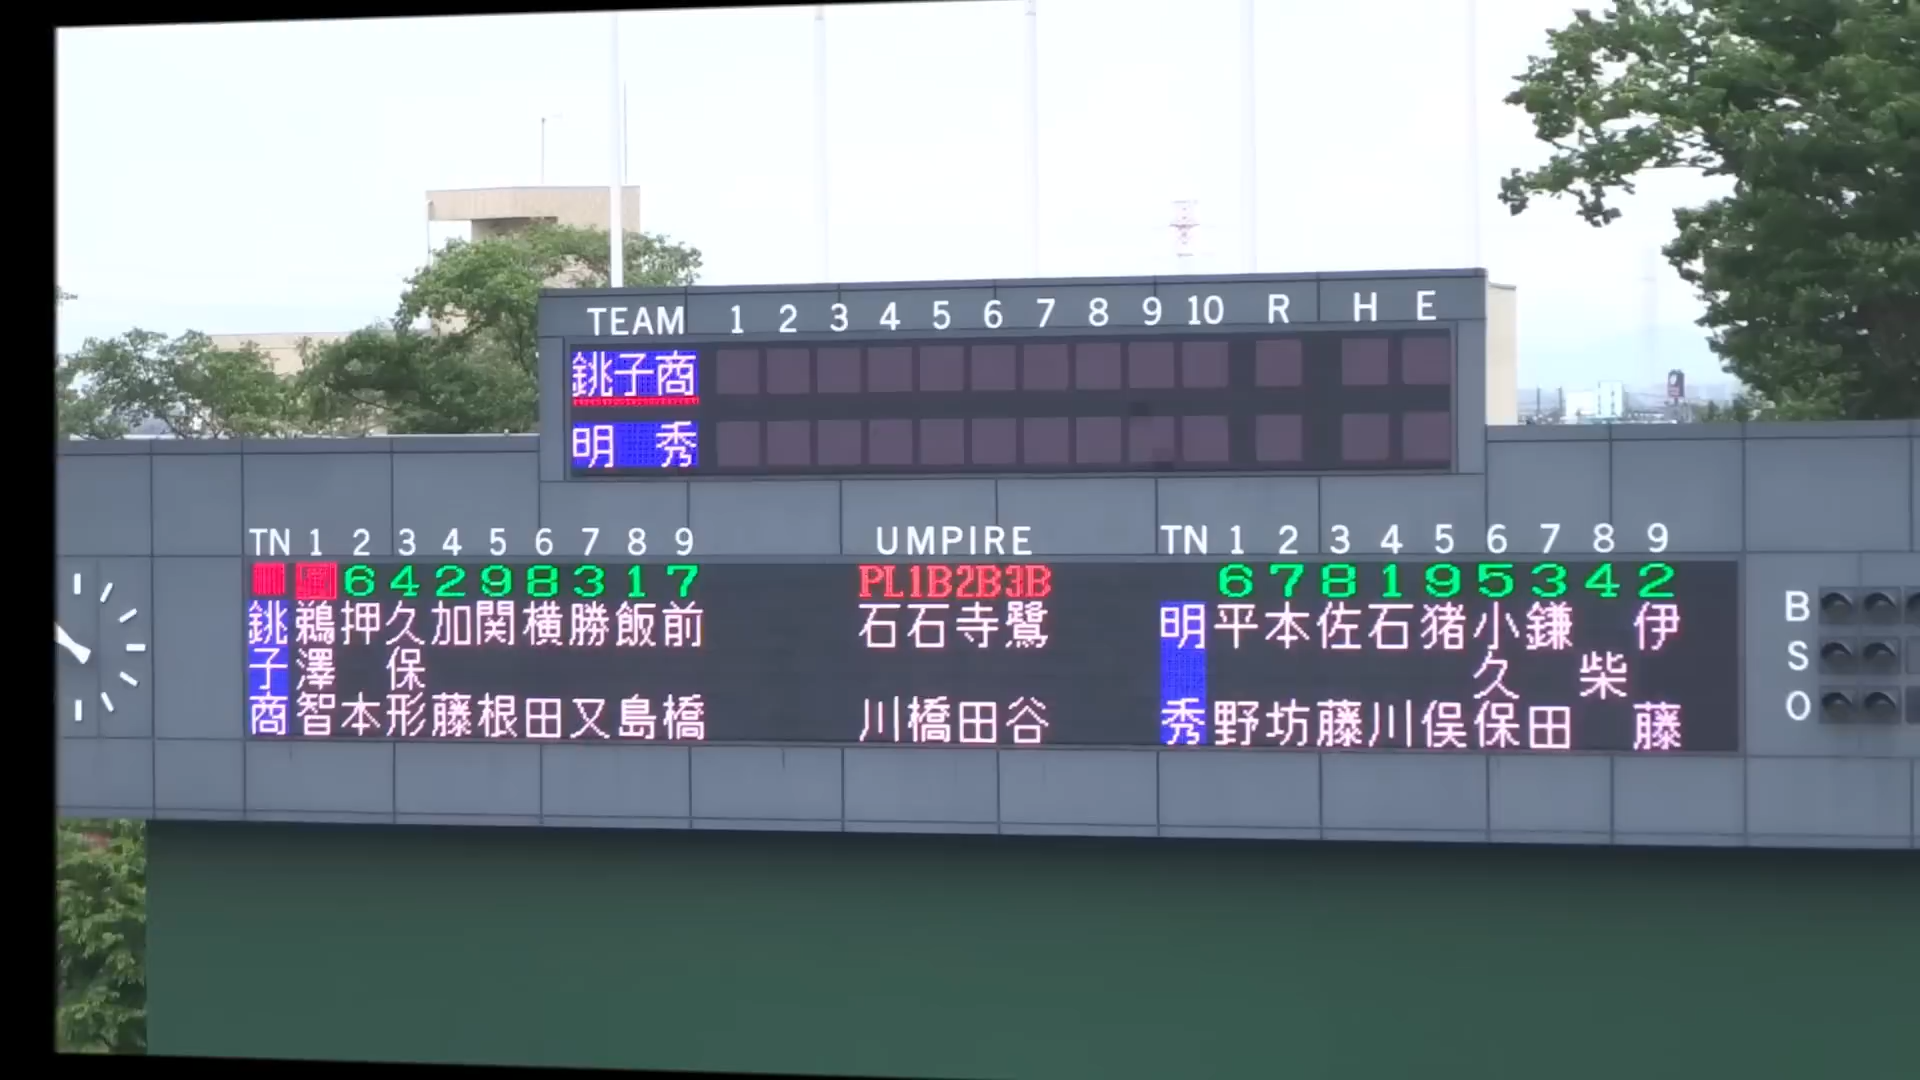 TEAM 1 2 3 4 5 6 7 8 9 10 R H E
銚子商
明秀
TN 1 2 3 4 5 6 7 8 9
6 4 2 9 8 3 1 7
銚子商
鵜澤智
押本
久保形
加藤
関根
横田
勝又
飯島
前橋
UMPIRE
PL 1B 2B 3B
石川
石橋
寺田
鷺谷
TN 1 2 3 4 5 6 7 8 9
6 7 8 1 9 5 3 4 2
明秀
平野
本坊
佐藤
石川
猪俣
小久保
鎌田
柴
伊藤
B
S
O